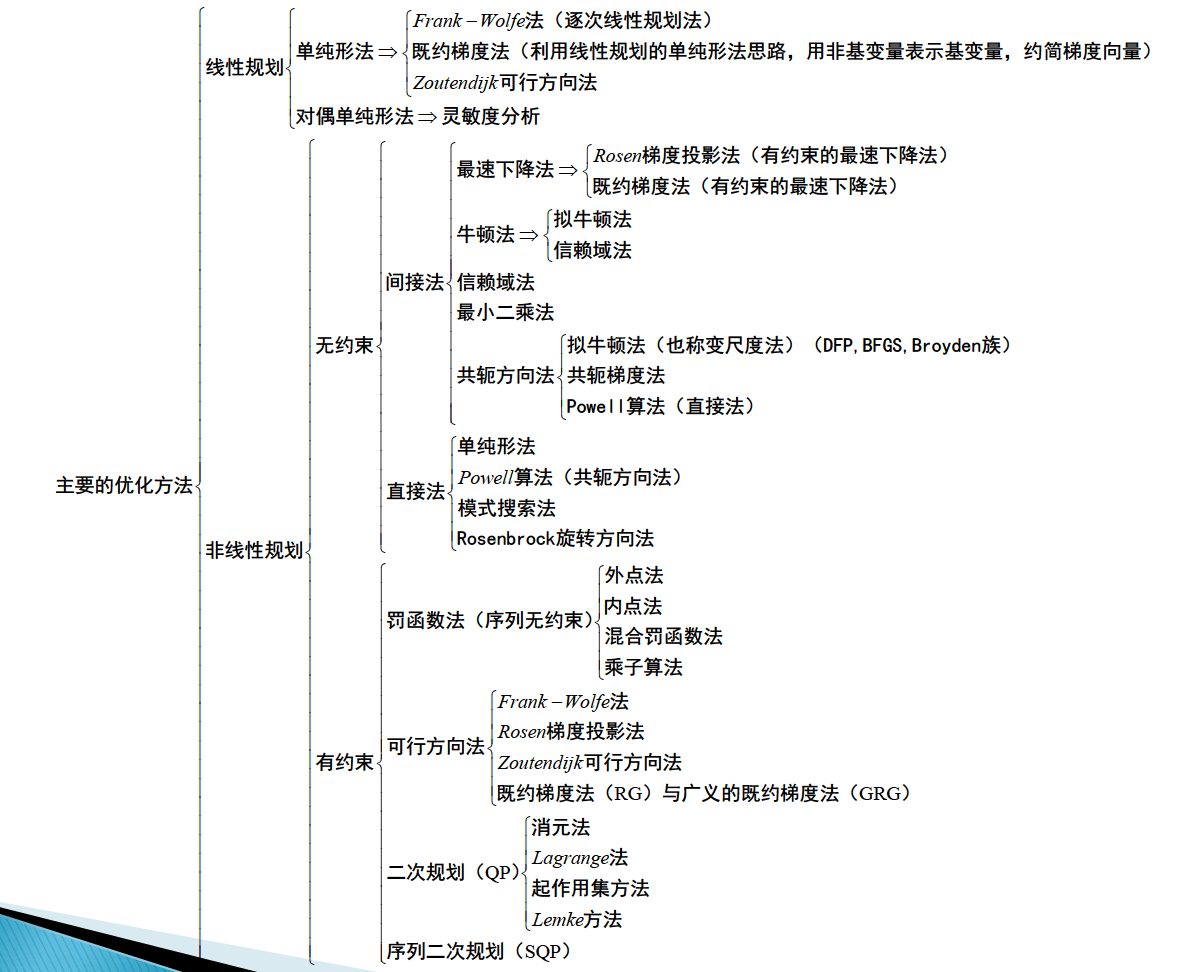 Frank-Wolfe法（逐次线性规划法）
单纯形法⇒
既约梯度法（利用线性规划的单纯形法思路，用非基变量表示基变量，约简梯度向量）
线性规划
Zoutendijk可行方向法
对偶单纯形法⇒灵敏度分析
Rosen梯度投影法（有约束的最速下降法）
最速下降法⇒
既约梯度法（有约束的最速下降法）
拟牛顿法
牛顿法⇒
信赖域法
间接法
信赖域法
最小二乘法
无约束
拟牛顿法（也称变尺度法）（DFP,BFGS,Broyden族）
共轭方向法
共轭梯度法
Powell算法（直接法）
单纯形法
Powell算法（共轭方向法）
主要的优化方法
直接法
模式搜索法
Rosenbrock旋转方向法
非线性规划
外点法
内点法
罚函数法（序列无约束）
混合罚函数法
乘子算法
Frank-Wolfe法
Rosen梯度投影法
可行方向法
有约束
Zoutendijk可行方向法
既约梯度法（RG）与广义的既约梯度法（GRG）
消元法
Lagrange法
二次规划（QP）
起作用集方法
Lemke方法
序列二次规划（SQP）